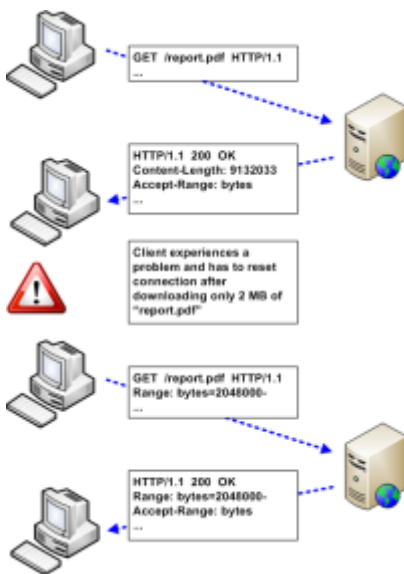 GET /report.pdf HTTP/1.1
...
HTTP/1.1 200 OK
Content-Length: 9132033
Accept-Range: bytes
...
Client experiences a
problem and has to reset
connection after
downloading only 2 MB of
"report.pdf"
GET /report.pdf HTTP/1.1
Range: bytes=2048000-
...
HTTP/1.1 200 OK
Range: bytes=2048000-
Accept-Range: bytes
...